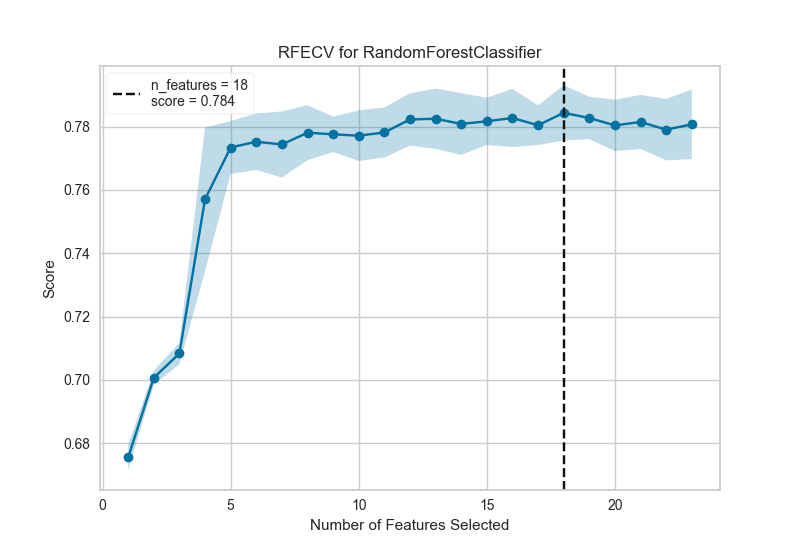 RFECV for RandomForestClassifier
n_features = 18
score = 0.784
Score
0.78
0.76
0.74
0.72
0.70
0.68
0
5
10
15
20
Number of Features Selected